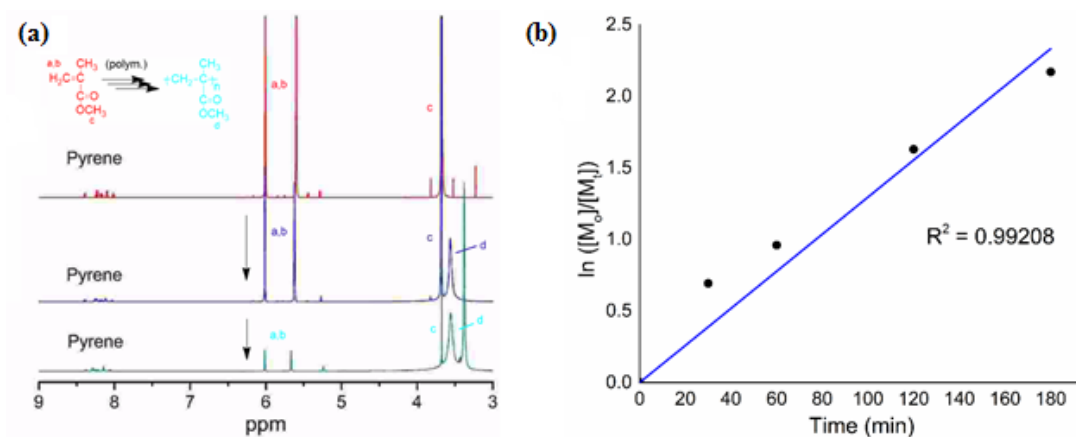 (a)
a,b
CH₃
H₂C=C
C=O
OCH₃
c
(polym.)
CH₃
CH₂-C
n
C=O
OCH₃
d
a,b
c
Pyrene
a,b
c
d
Pyrene
a,b
c
d
Pyrene
9 8 7 6 5 4 3
ppm
(b)
2.5
2.0
1.5
1.0
0.5
0.0
ln ([Mₒ]/[Mₜ])
R² = 0.99208
0 20 40 60 80 100 120 140 160 180
Time (min)